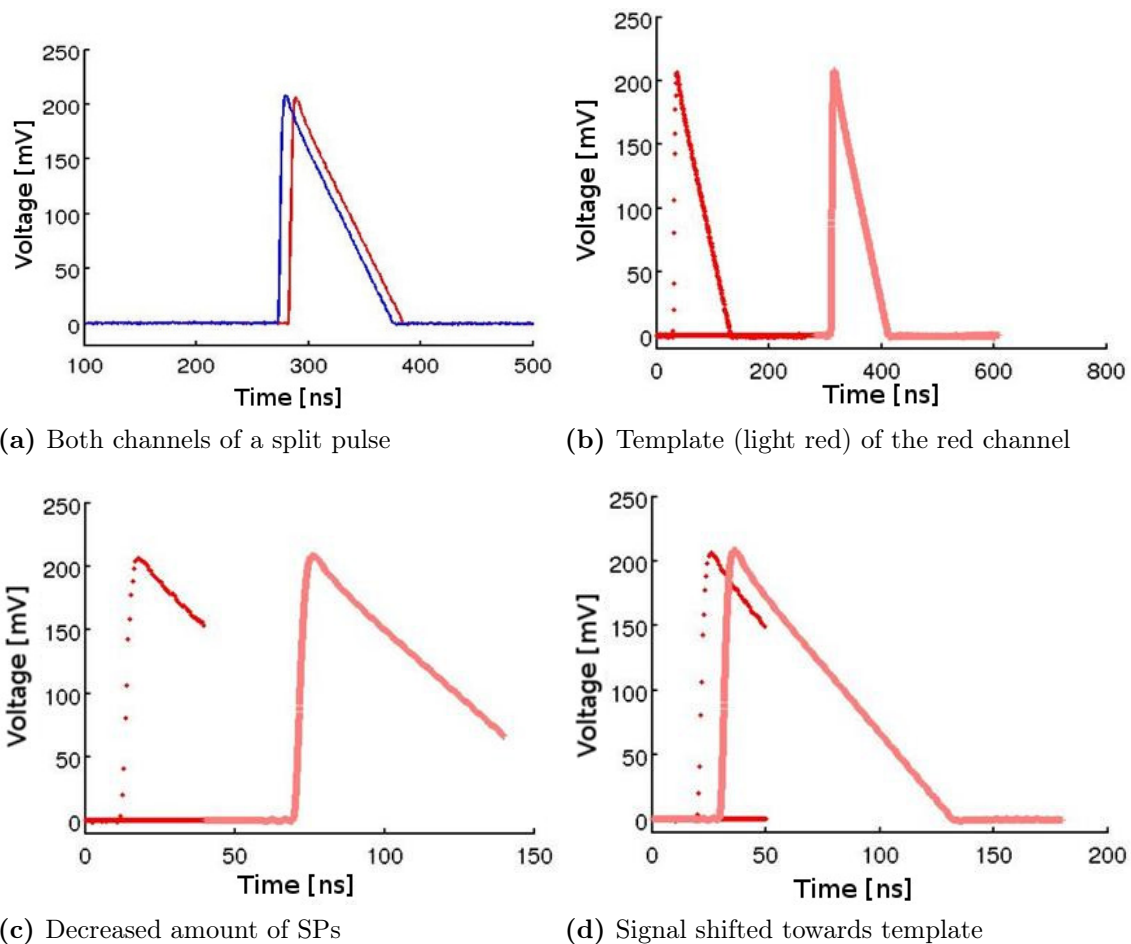 250
200
150
100
50
0
Voltage [mV]
100 200 300 400 500
Time [ns]
(a) Both channels of a split pulse
250
200
150
100
50
0
Voltage [mV]
0 200 400 600 800
Time [ns]
(b) Template (light red) of the red channel
250
200
150
100
50
0
Voltage [mV]
0 50 100 150
Time [ns]
(c) Decreased amount of SPs
250
200
150
100
50
0
Voltage [mV]
0 50 100 150 200
Time [ns]
(d) Signal shifted towards template